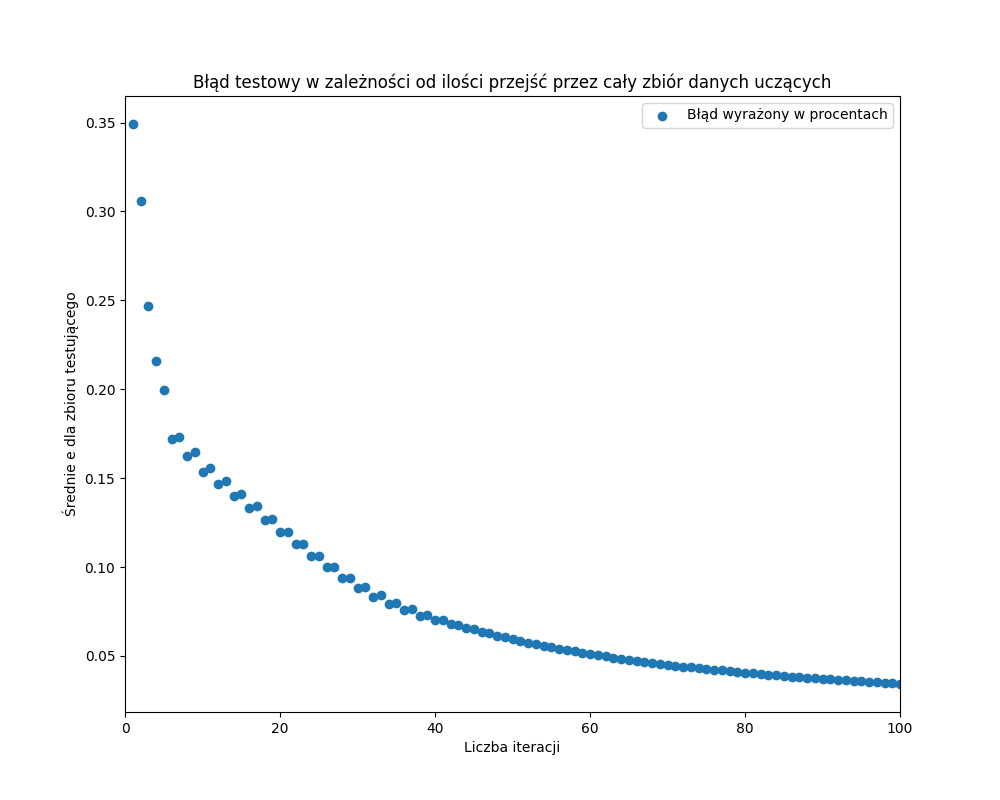 Błąd testowy w zależności od ilości przejść przez cały zbiór danych uczących
Błąd wyrażony w procentach
Średnie e dla zbioru testującego
0.35
0.30
0.25
0.20
0.15
0.10
0.05
0 20 40 60 80 100
Liczba iteracji